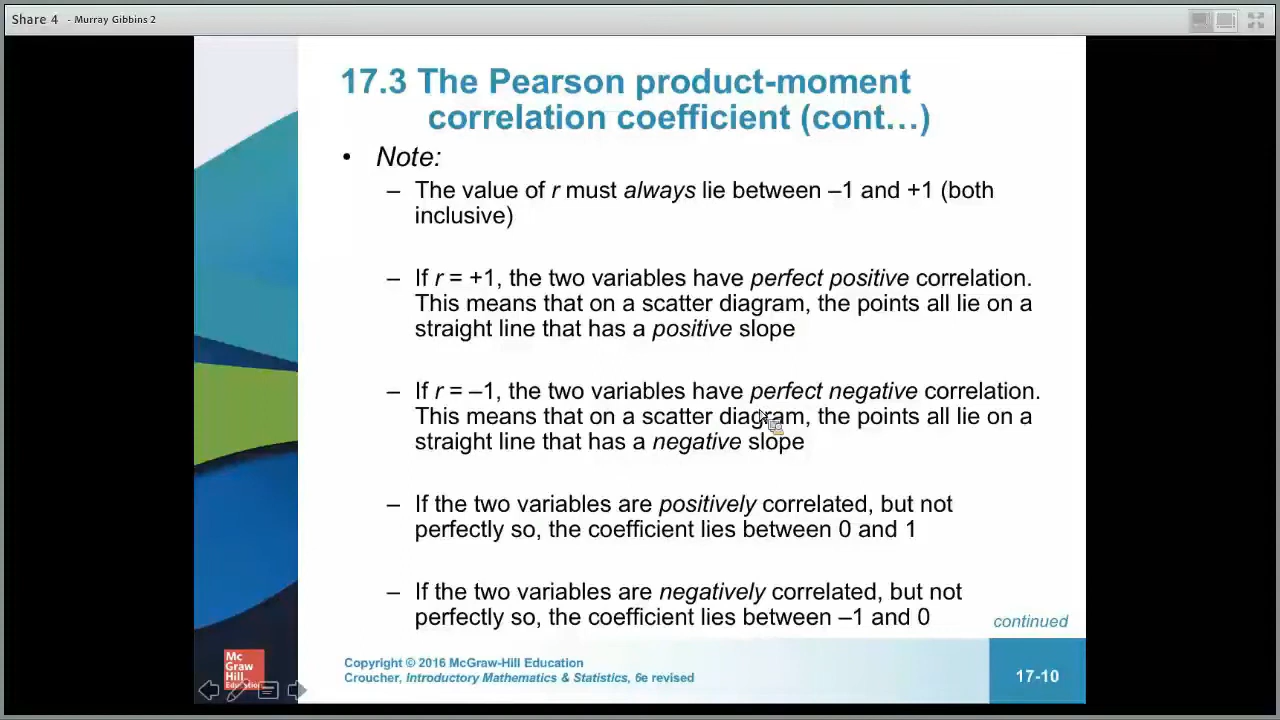 Share 4 - Murray Gibbins 2
17.3 The Pearson product-moment
correlation coefficient (cont…)
• Note:
– The value of r must always lie between –1 and +1 (both
inclusive)
– If r = +1, the two variables have perfect positive correlation.
This means that on a scatter diagram, the points all lie on a
straight line that has a positive slope
– If r = –1, the two variables have perfect negative correlation.
This means that on a scatter diagram, the points all lie on a
straight line that has a negative slope
– If the two variables are positively correlated, but not
perfectly so, the coefficient lies between 0 and 1
– If the two variables are negatively correlated, but not
perfectly so, the coefficient lies between –1 and 0
continued
Mc
Graw
Hill
Education
Copyright © 2016 McGraw-Hill Education
Croucher, Introductory Mathematics & Statistics, 6e revised
17-10